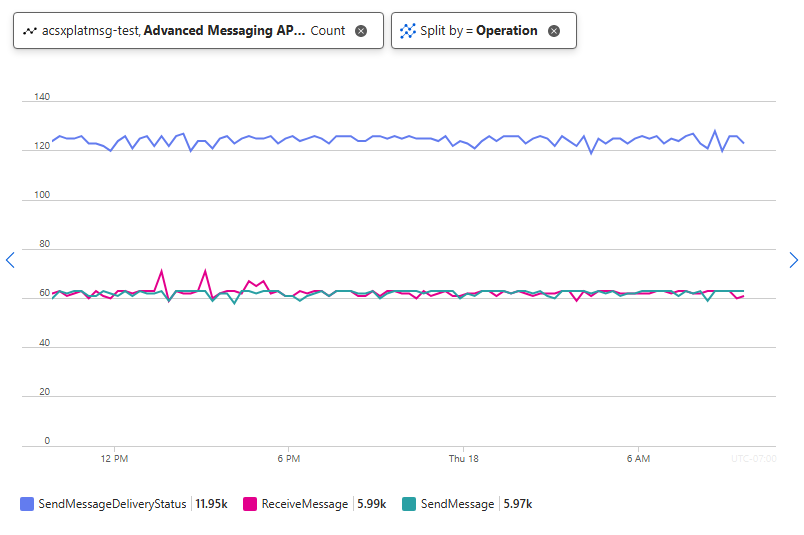 acsxplatmsg-test, Advanced Messaging AP... Count
Split by = Operation
140
120
100
80
60
40
20
0
12 PM
6 PM
Thu 18
6 AM
UTC-07:00
SendMessageDeliveryStatus 11.95k
ReceiveMessage 5.99k
SendMessage 5.97k